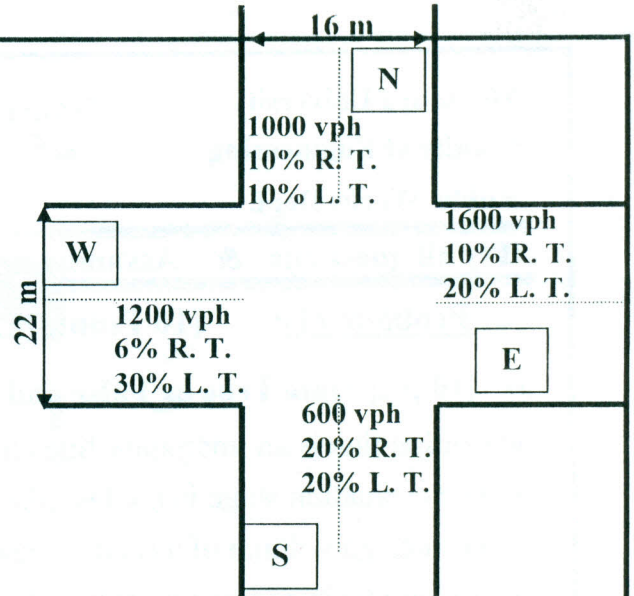 16 m
N
1000 vph
10% R. T.
10% L. T.
1600 vph
10% R. T.
20% L. T.
W
22 m
1200 vph
6% R. T.
30% L. T.
E
600 vph
20% R. T.
20% L. T.
S